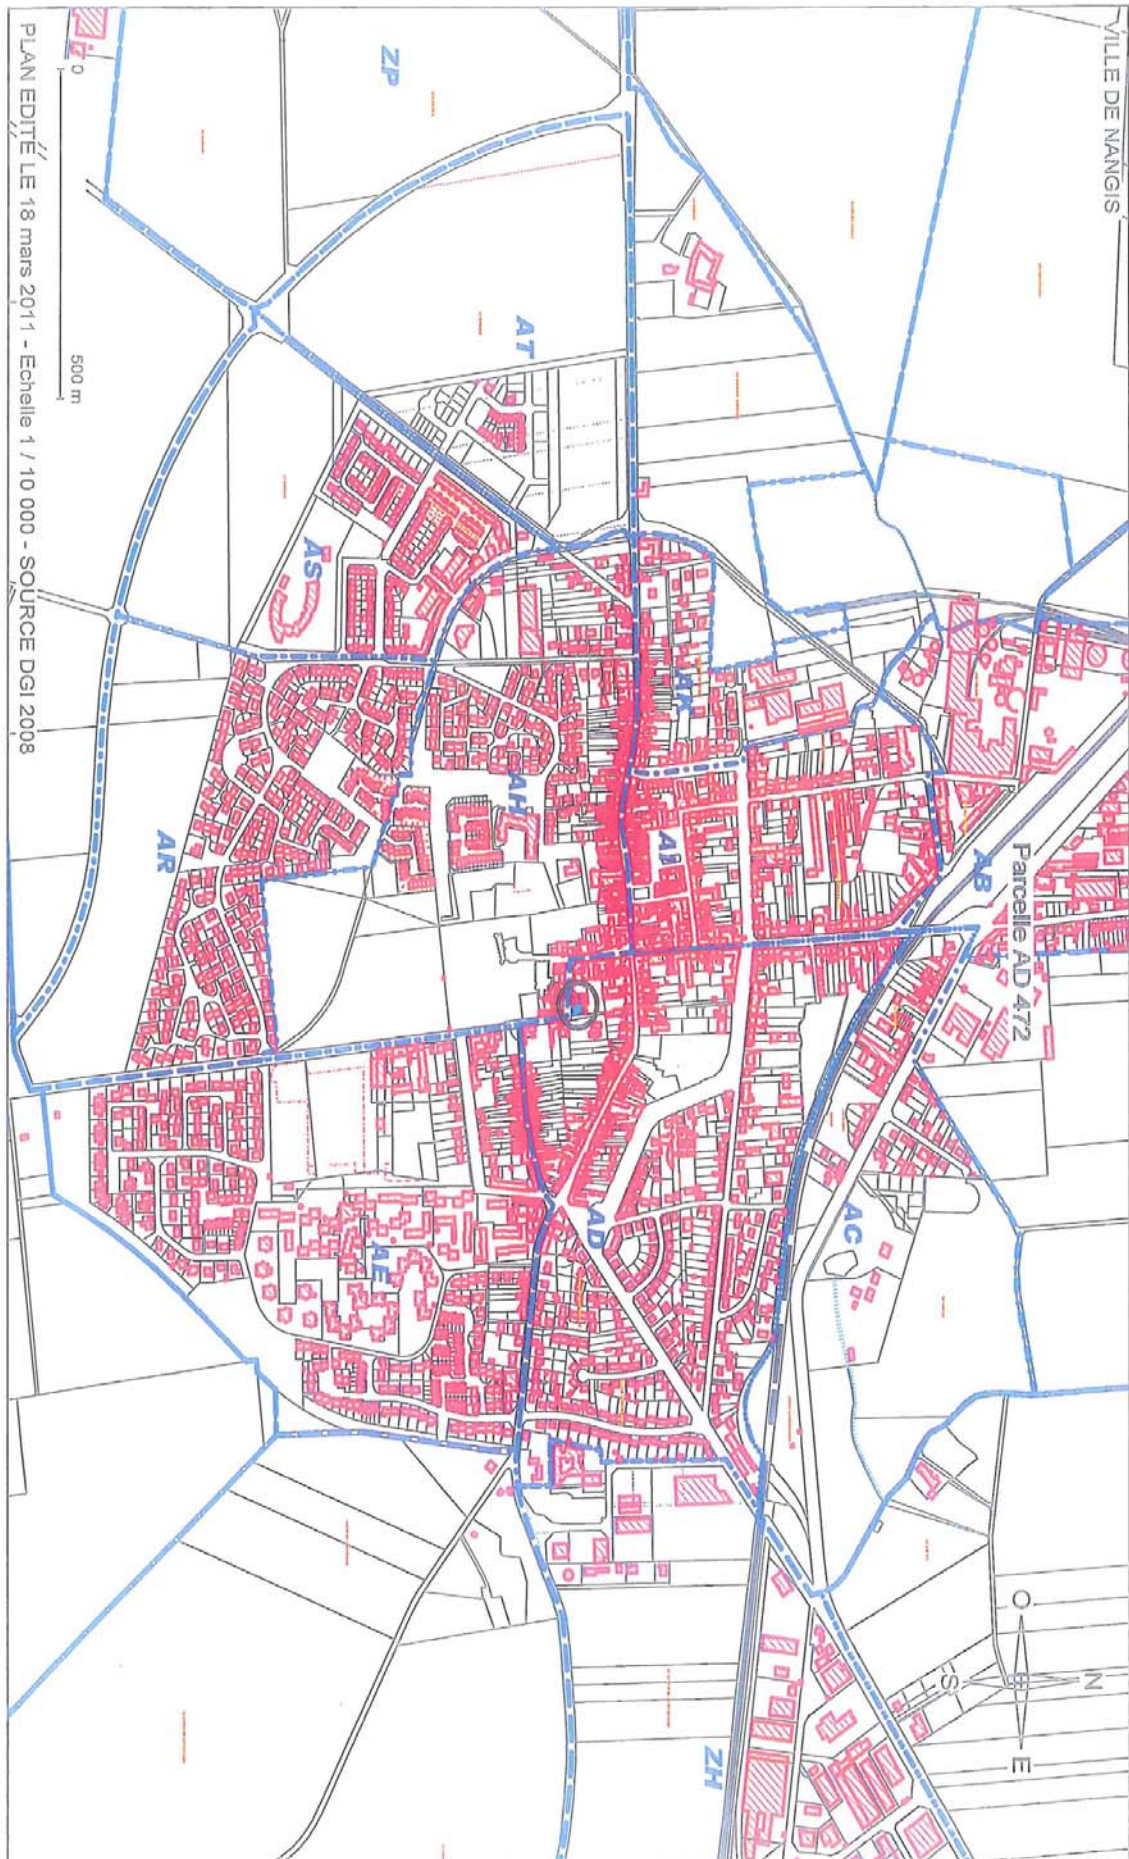 VILLE DE NANGIS
Parcelle AD 472
N
O
E
S
ZP
AT
AS
AK
AH
AI
AR
AB
AC
AD
AE
ZH
0
500 m
PLAN EDITE LE 18 mars 2011 - Echelle 1 / 10 000 - SOURCE DGI 2008